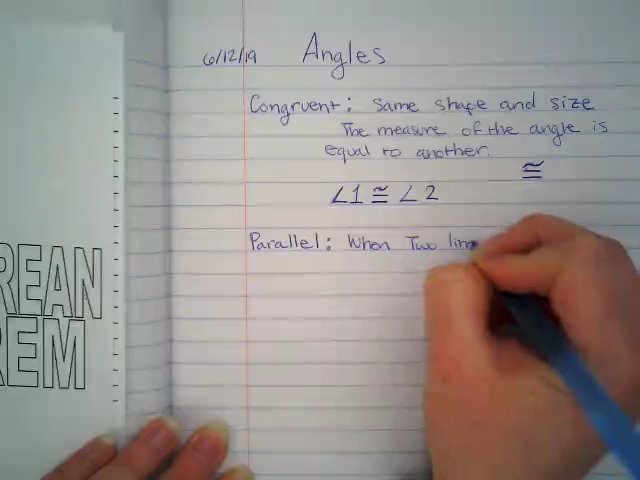 6/12/19 Angles
Congruent: same shape and size
The measure of the angle is
equal to another.
≅
∠1 ≅ ∠2
Parallel: When Two
REAN
REM